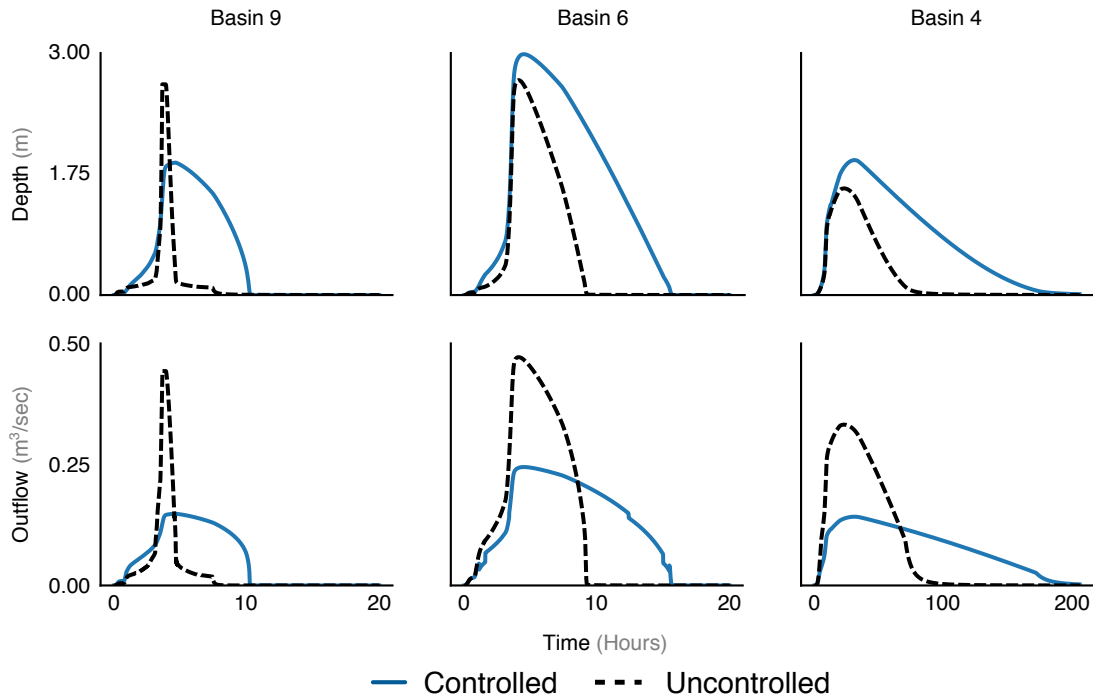 Basin 9
Basin 6
Basin 4
3.00
1.75
0.00
Depth (m)
0.50
0.25
0.00
Outflow (m³/sec)
0
10
20
0
10
20
0
100
200
Time (Hours)
Controlled
Uncontrolled